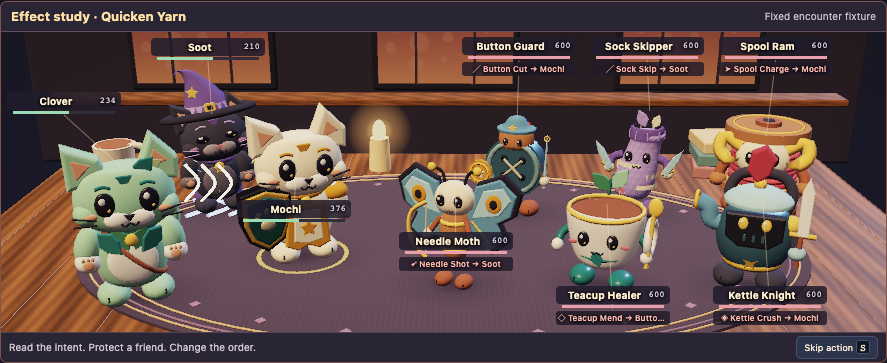 Effect study · Quicken Yarn
Fixed encounter fixture
Soot 210
Button Guard 600
Button Cut → Mochi
Sock Skipper 600
Sock Skip → Soot
Spool Ram 600
Spool Charge → Mochi
Clover 234
Mochi 376
Needle Moth 600
Needle Shot → Soot
Teacup Healer 600
Teacup Mend → Butto...
Kettle Knight 600
Kettle Crush → Mochi
Read the intent. Protect a friend. Change the order.
Skip action S